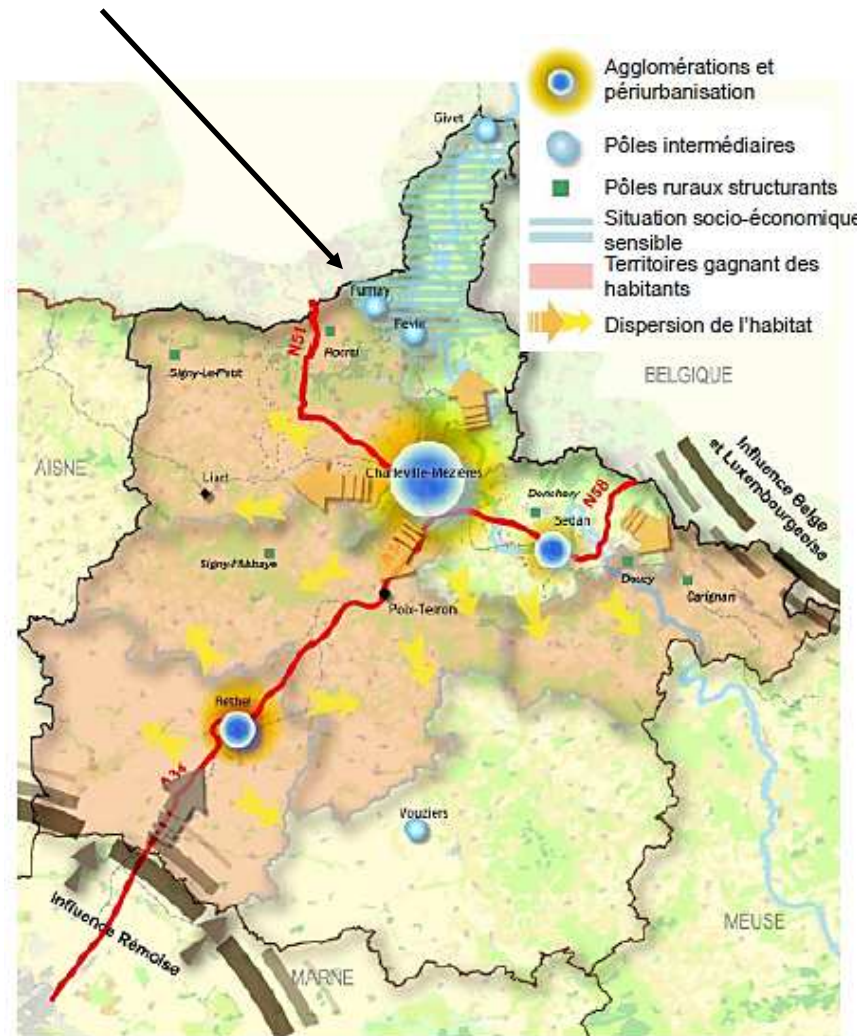 Agglomérations et
périurbanisation
Pôles intermédiaires
Pôles ruraux structurants
Situation socio-économique
sensible
Territoires gagnant des
habitants
Dispersion de l'habitat
Givet
Fumay
Revin
N51
Rocroi
Signy-Le-Petit
BELGIQUE
AISNE
Charleville-Mézières
Liart
Donchery
N58
Sedan
Influence Belge
et Luxembourgeoise
Signy-l'Abbaye
Douzy
Carignan
Poix-Terron
Rethel
A34
Vouziers
Influence Rémoise
MEUSE
MARNE